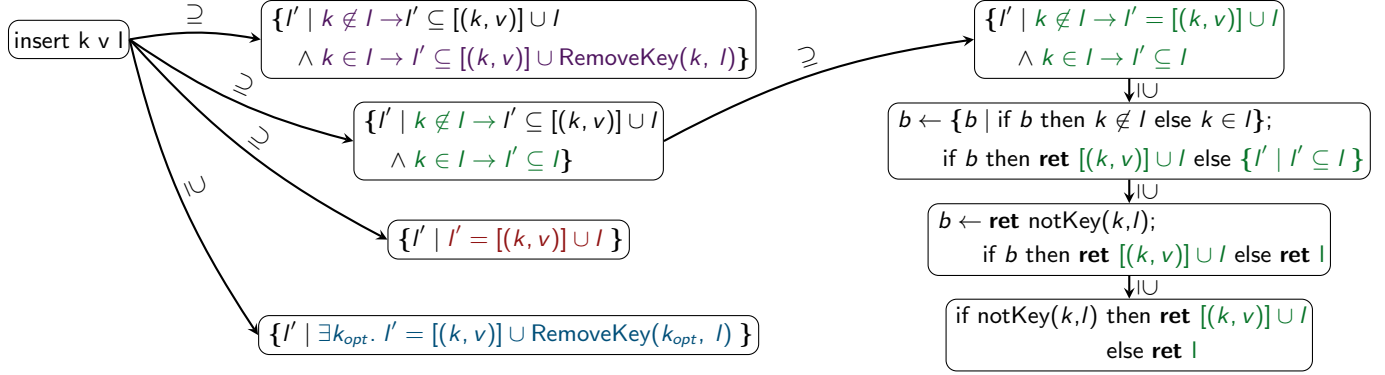 insert k v l
⊇
{l′ | k ∉ l → l′ ⊆ [(k, v)] ∪ l
∧ k ∈ l → l′ ⊆ [(k, v)] ∪ RemoveKey(k, l)}
⊇
{l′ | k ∉ l → l′ ⊆ [(k, v)] ∪ l
∧ k ∈ l → l′ ⊆ l}
⊇
{l′ | l′ = [(k, v)] ∪ l }
⊇
{l′ | ∃k_opt. l′ = [(k, v)] ∪ RemoveKey(k_opt, l) }
⊇
{l′ | k ∉ l → l′ = [(k, v)] ∪ l
∧ k ∈ l → l′ ⊆ l
⊇
b ← {b | if b then k ∉ l else k ∈ l};
if b then ret [(k, v)] ∪ l else {l′ | l′ ⊆ l }
⊇
b ← ret notKey(k,l);
if b then ret [(k, v)] ∪ l else ret l
⊇
if notKey(k,l) then ret [(k, v)] ∪ l
else ret l